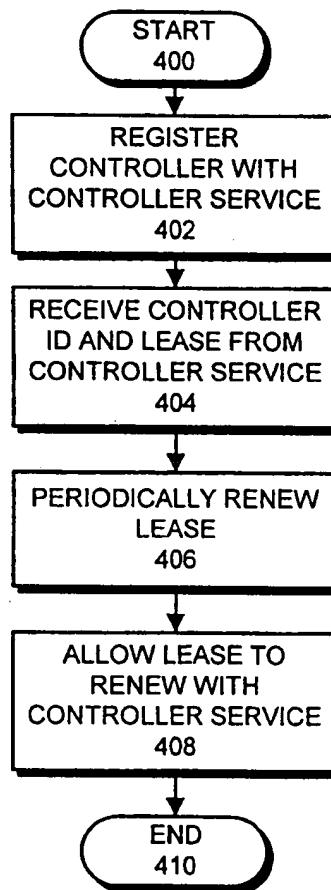 START
400
REGISTER
CONTROLLER WITH
CONTROLLER SERVICE
402
RECEIVE CONTROLLER
ID AND LEASE FROM
CONTROLLER SERVICE
404
PERIODICALLY RENEW
LEASE
406
ALLOW LEASE TO
RENEW WITH
CONTROLLER SERVICE
408
END
410